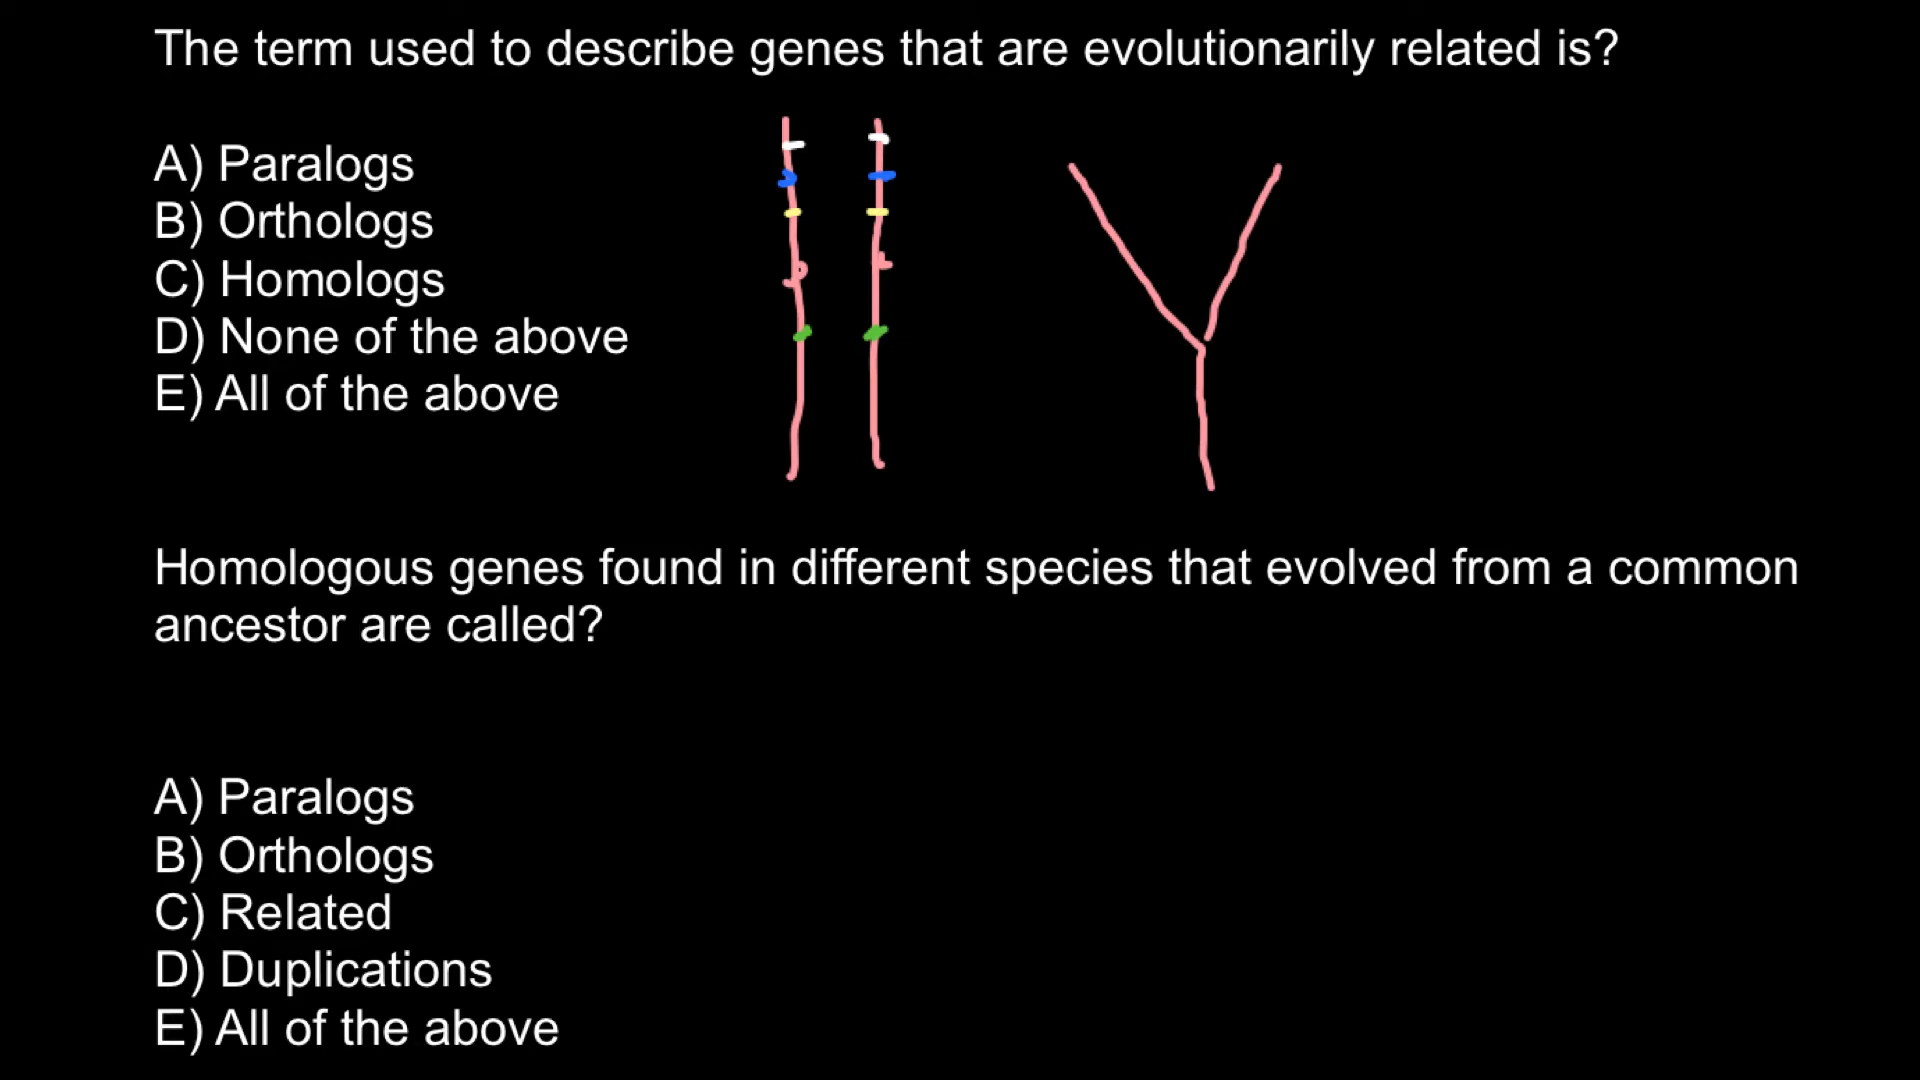 The term used to describe genes that are evolutionarily related is?
A) Paralogs
B) Orthologs
C) Homologs
D) None of the above
E) All of the above
Homologous genes found in different species that evolved from a common
ancestor are called?
A) Paralogs
B) Orthologs
C) Related
D) Duplications
E) All of the above